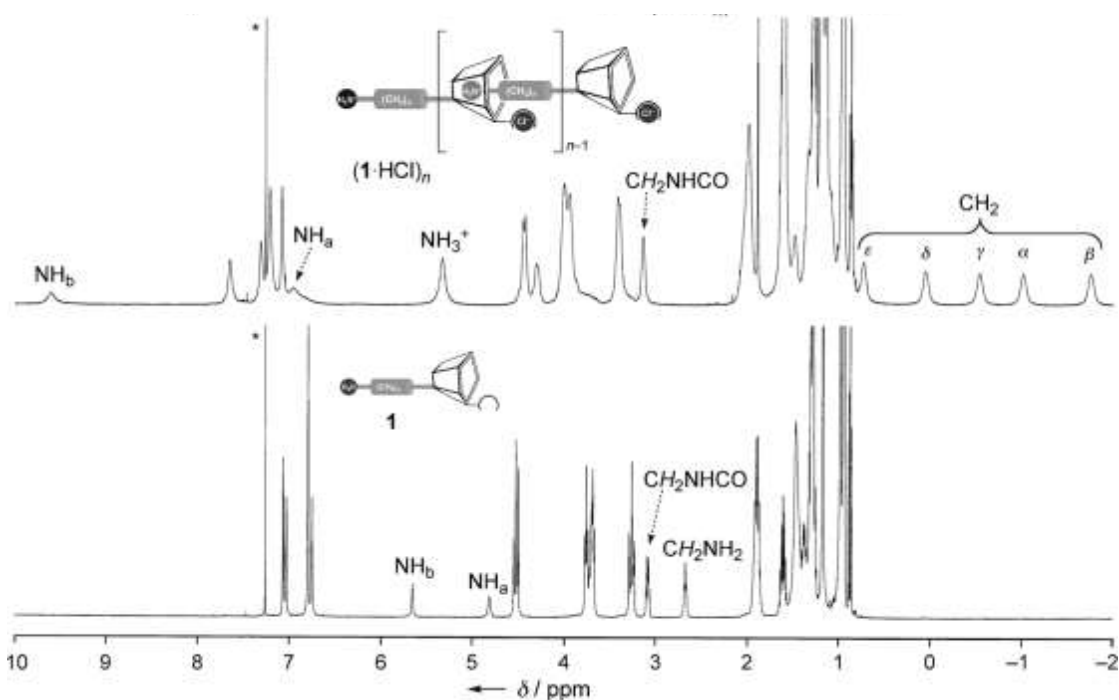 *
n–1
(1·HCl)n
CH2NHCO
CH2
NHb
NHa
NH3+
ε δ γ α β
*
1
CH2NHCO
CH2NH2
NHb
NHa
10 9 8 7 6 5 4 3 2 1 0 –1 –2
← δ / ppm